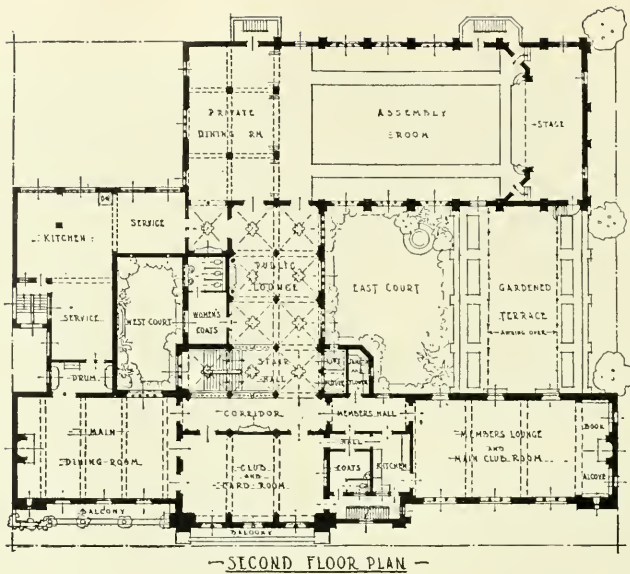 PRIVATE
DINING RM
ASSEMBLY
ROOM
STAGE
KITCHEN
DW
SERVICE
PUBLIC
LOUNGE
EAST COURT
GARDENED
TERRACE
AWNING OVER
WEST COURT
WOMEN'S
COATS
SERVICE
STAIR
HALL
DRUM
CORRIDOR
MEMBERS HALL
MAIN
DINING ROOM
CLUB
AND
CARD ROOM
HALL
COATS
KITCHEN
MEMBERS LOUNGE
AND
MAIN CLUB ROOM
BOOK
ALCOVE
BALCONY
BALCONY
SECOND FLOOR PLAN